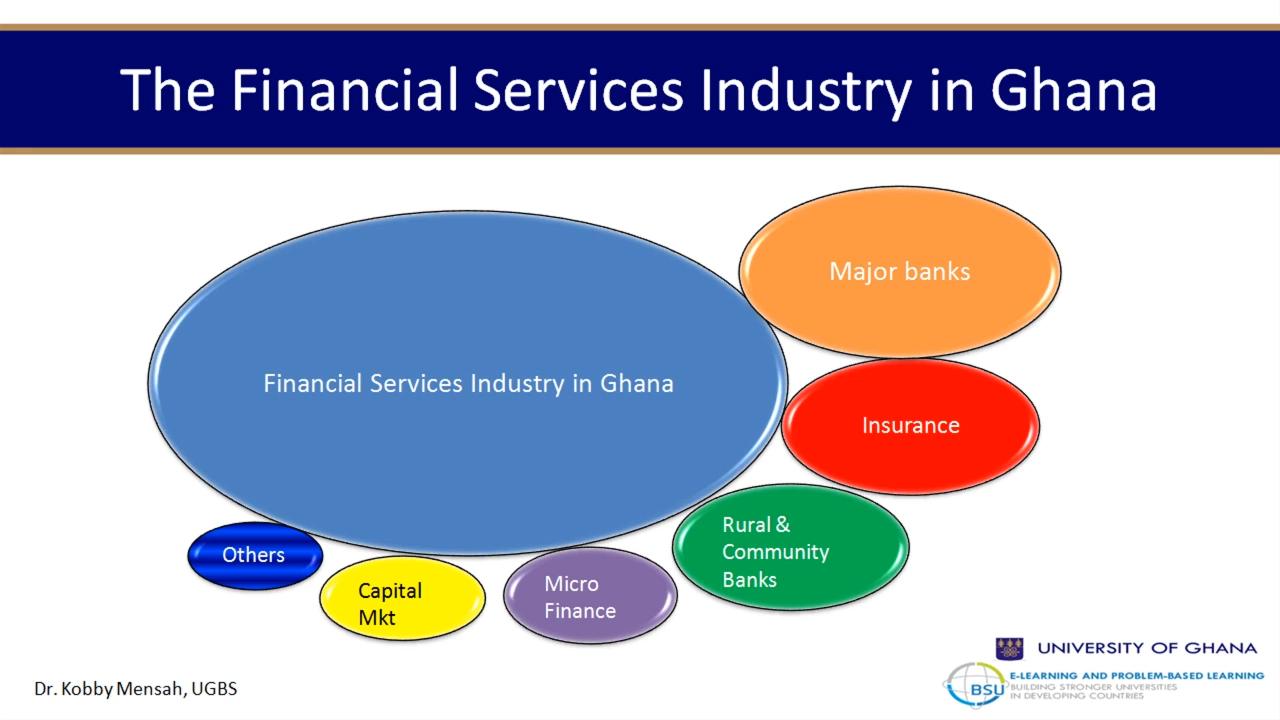 The Financial Services Industry in Ghana
Major banks
Financial Services Industry in Ghana
Insurance
Rural &
Community
Banks
Others
Capital
Mkt
Micro
Finance
UNIVERSITY OF GHANA
BSU
E-LEARNING AND PROBLEM-BASED LEARNING
BUILDING STRONGER UNIVERSITIES
IN DEVELOPING COUNTRIES
Dr. Kobby Mensah, UGBS